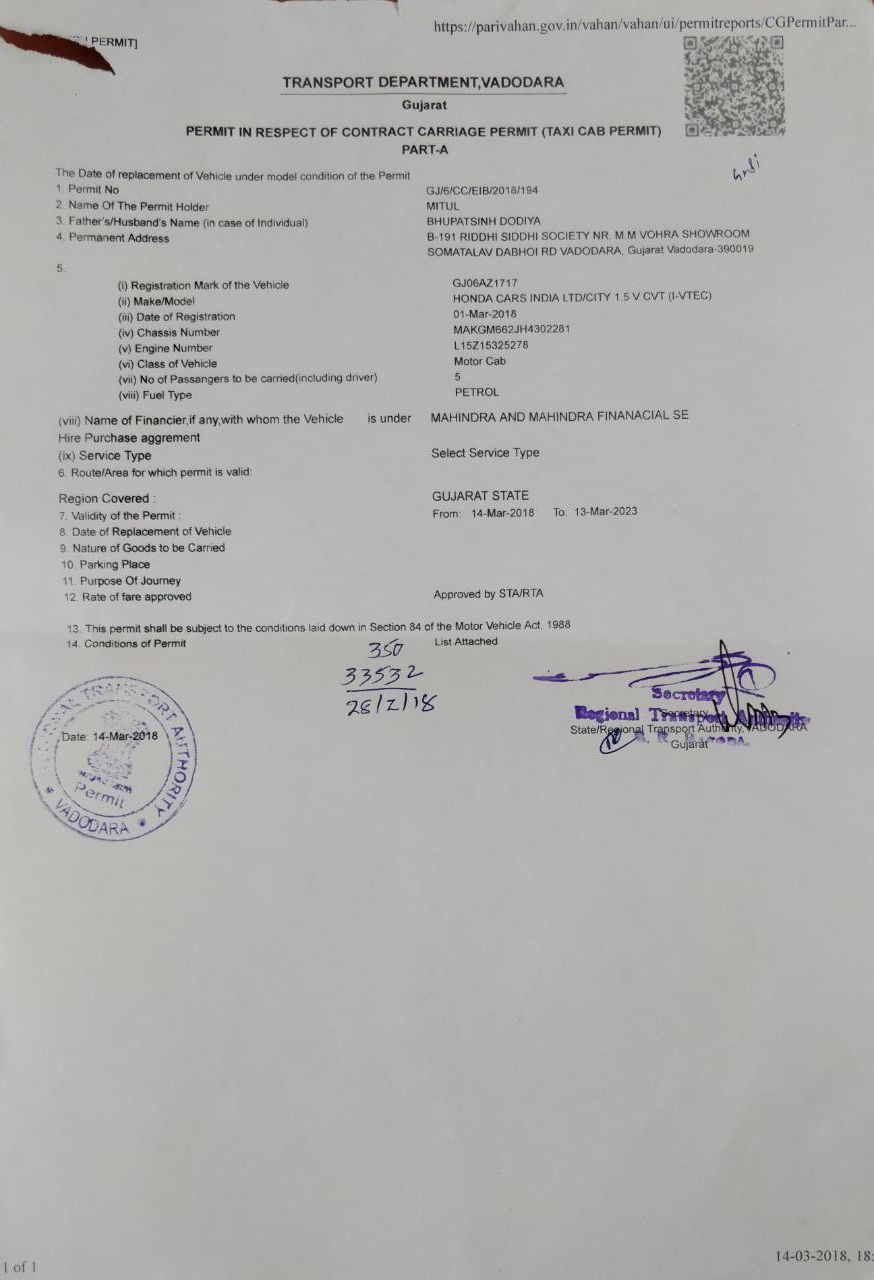 https://parivahan.gov.in/vahan/vahan/ui/permitreports/CGPermitPar...
PERMIT]
TRANSPORT DEPARTMENT,VADODARA
Gujarat
PERMIT IN RESPECT OF CONTRACT CARRIAGE PERMIT (TAXI CAB PERMIT)
PART-A
The Date of replacement of Vehicle under model condition of the Permit
1. Permit No GJ/6/CC/EIB/2018/194
2. Name Of The Permit Holder MITUL
3. Father's/Husband's Name (in case of Individual) BHUPATSINH DODIYA
4. Permanent Address B-191 RIDDHI SIDDHI SOCIETY NR. M.M VOHRA SHOWROOM
SOMATALAV DABHOI RD VADODARA, Gujarat Vadodara-390019
5.
(i) Registration Mark of the Vehicle GJ06AZ1717
(ii) Make/Model HONDA CARS INDIA LTD/CITY 1.5 V CVT (I-VTEC)
(iii) Date of Registration 01-Mar-2018
(iv) Chassis Number MAKGM662JH4302281
(v) Engine Number L15Z15325278
(vi) Class of Vehicle Motor Cab
(vii) No of Passengers to be carried(including driver) 5
(viii) Fuel Type PETROL
(viii) Name of Financier,if any,with whom the Vehicle is under MAHINDRA AND MAHINDRA FINANACIAL SE
Hire Purchase aggrement
(ix) Service Type Select Service Type
6. Route/Area for which permit is valid:
Region Covered : GUJARAT STATE
7. Validity of the Permit : From: 14-Mar-2018 To: 13-Mar-2023
8. Date of Replacement of Vehicle
9. Nature of Goods to be Carried
10. Parking Place
11. Purpose Of Journey
12. Rate of fare approved Approved by STA/RTA
13. This permit shall be subject to the conditions laid down in Section 84 of the Motor Vehicle Act, 1988
14. Conditions of Permit List Attached
350
33532
28/2/18
Secretary
Regional Transport Authority
Secretary
State/Regional Transport Authority, VADODARA
Gujarat
TRANSPORT AUTHORITY
Date: 14-Mar-2018
Permit
* VADODARA *
1 of 1
14-03-2018, 18: